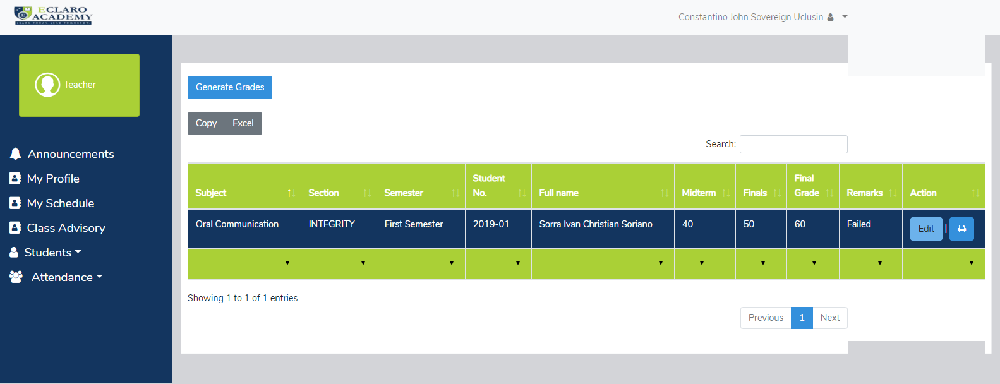 ECLARO
ACADEMY
LEARN TODAY. LEAD TOMORROW.
Constantino John Sovereign Uclusin
Teacher
Announcements
My Profile
My Schedule
Class Advisory
Students
Attendance
Generate Grades
Copy Excel
Search:
Subject Section Semester Student No. Full name Midterm Finals Final Grade Remarks Action
Oral Communication INTEGRITY First Semester 2019-01 Sorra Ivan Christian Soriano 40 50 60 Failed Edit |
Showing 1 to 1 of 1 entries
Previous 1 Next